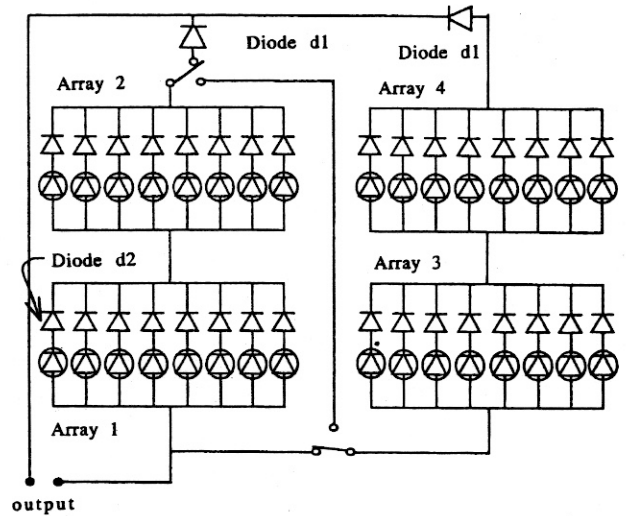 Diode d1
Diode d1
Array 2
Array 4
Diode d2
Array 3
Array 1
output